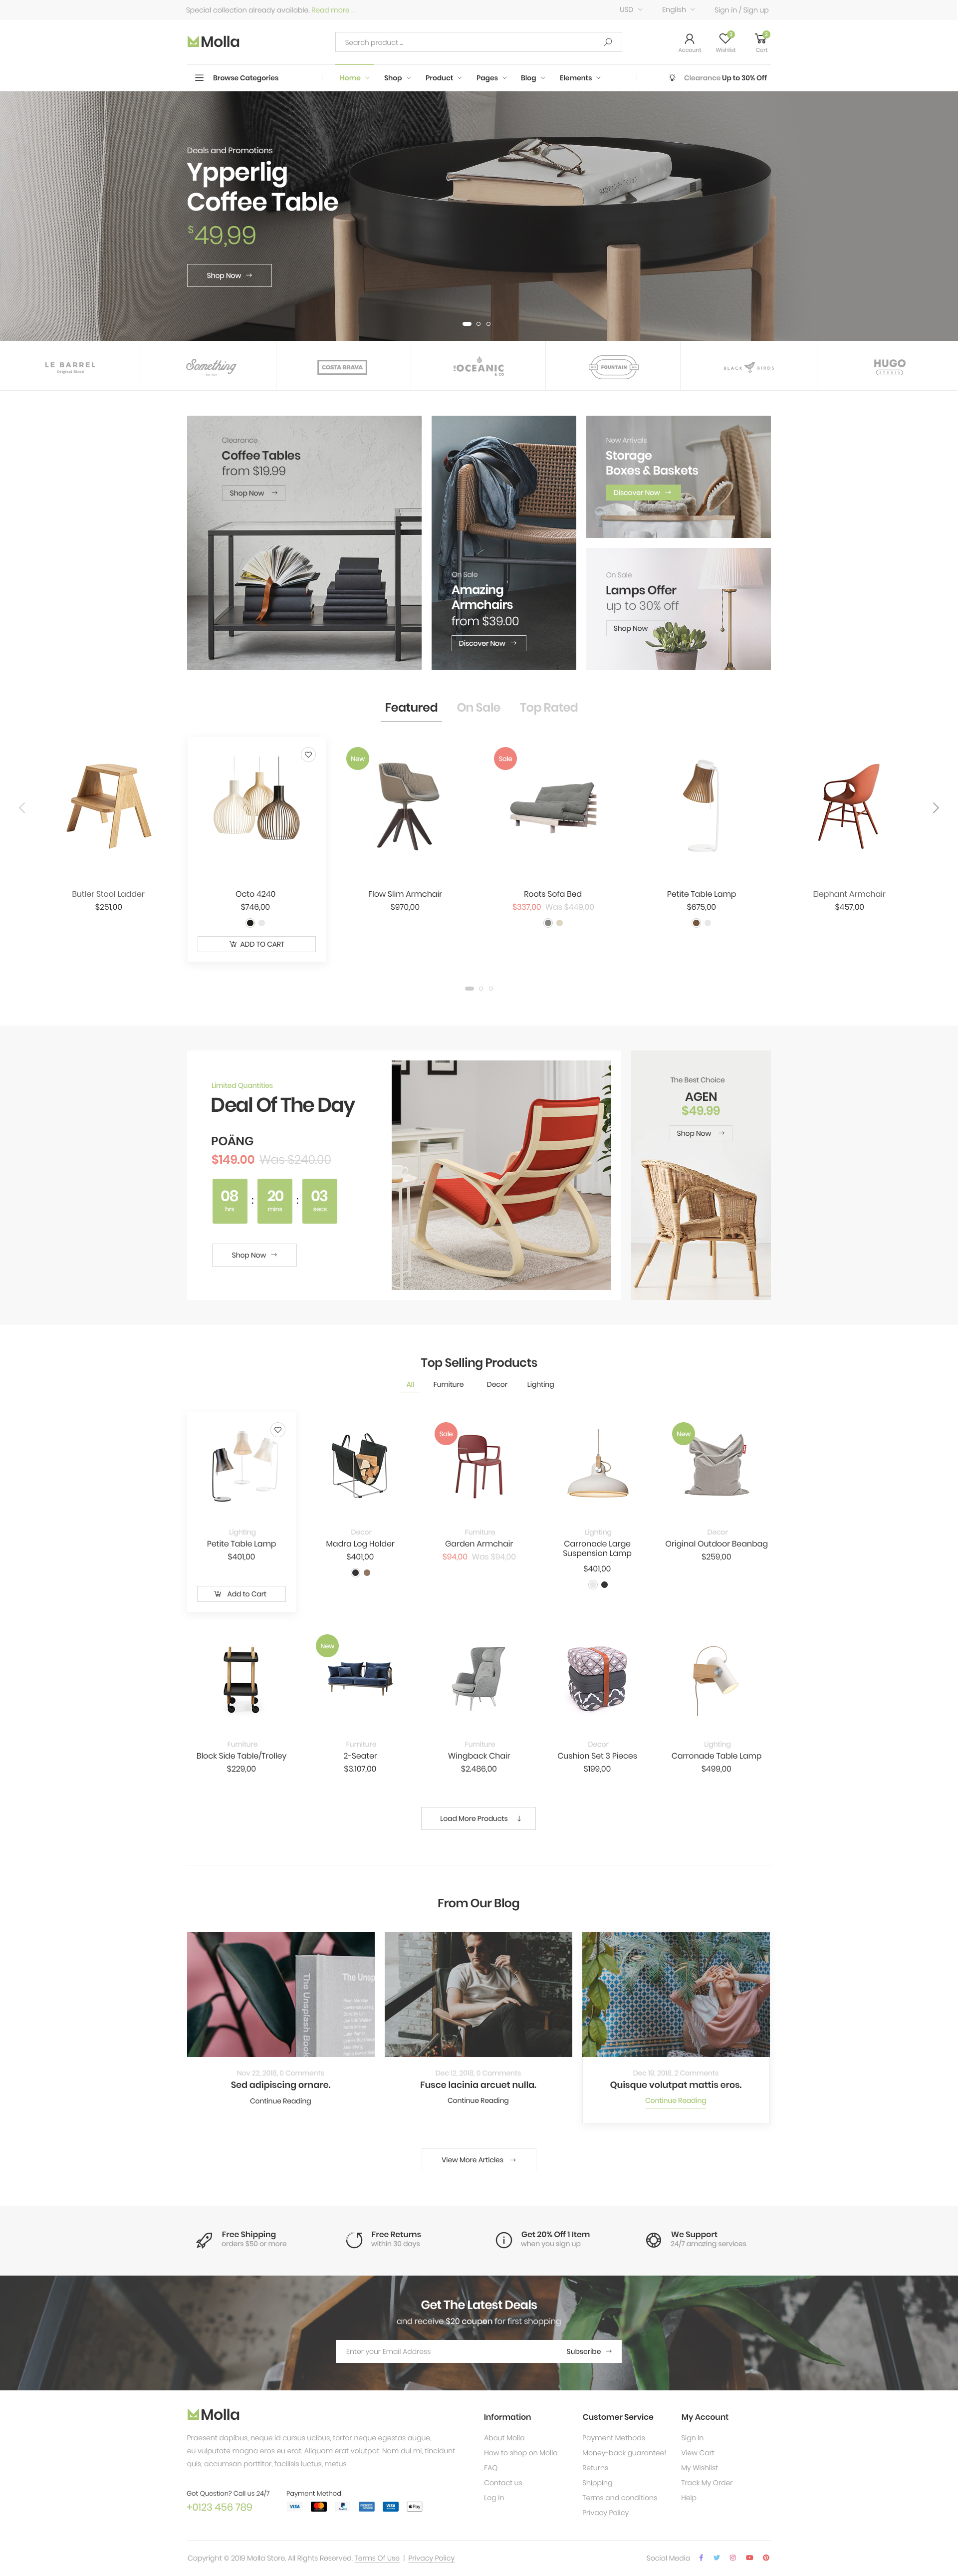 Special collection already available. Read more ...
USD
English
Sign in / Sign up
Molla
Search product ...
Account
Wishlist
Cart
Browse Categories
Home
Shop
Product
Pages
Blog
Elements
Clearance Up to 30% Off
Deals and Promotions
Ypperlig
Coffee Table
$49,99
Shop Now
LE BARREL
Original Wood
Something
COSTA BRAVA
OCEANIC
& CO
FOUNTAIN
BLACK BIRDS
HUGO
STUDIO
Clearance
Coffee Tables
from $19.99
Shop Now
On Sale
Amazing
Armchairs
from $39.00
Discover Now
New Arrivals
Storage
Boxes & Baskets
Discover Now
On Sale
Lamps Offer
up to 30% off
Shop Now
Featured
On Sale
Top Rated
Butler Stool Ladder
$251,00
Octo 4240
$746,00
ADD TO CART
New
Flow Slim Armchair
$970,00
Sale
Roots Sofa Bed
$337,00 Was $449,00
Petite Table Lamp
$675,00
Elephant Armchair
$457,00
Limited Quantities
Deal Of The Day
POÄNG
$149.00 Was $240.00
08 : 20 : 03
hrs mins secs
Shop Now
The Best Choice
AGEN
$49.99
Shop Now
Top Selling Products
All
Furniture
Decor
Lighting
Lighting
Petite Table Lamp
$401,00
Add to Cart
Decor
Madra Log Holder
$401,00
Sale
Furniture
Garden Armchair
$94,00 Was $94,00
Lighting
Carronade Large
Suspension Lamp
$401,00
New
Decor
Original Outdoor Beanbag
$259,00
Furniture
Block Side Table/Trolley
$229,00
New
Furniture
2-Seater
$3.107,00
Furniture
Wingback Chair
$2.486,00
Decor
Cushion Set 3 Pieces
$199,00
Lighting
Carronade Table Lamp
$499,00
Load More Products
From Our Blog
The Unsplash Book
The Unsp
Nov 22, 2018, 0 Comments
Sed adipiscing ornare.
Continue Reading
Dec 12, 2018, 0 Comments
Fusce lacinia arcuet nulla.
Continue Reading
Dec 19, 2018, 2 Comments
Quisque volutpat mattis eros.
Continue Reading
View More Articles
Free Shipping
orders $50 or more
Free Returns
within 30 days
Get 20% Off 1 Item
when you sign up
We Support
24/7 amazing services
Get The Latest Deals
and receive $20 coupon for first shopping
Enter your Email Address
Subscribe
Molla
Praesent dapibus, neque id cursus ucibus, tortor neque egestas augue,
eu vulputate magna eros eu erat. Aliquam erat volutpat. Nam dui mi, tincidunt
quis, accumsan porttitor, facilisis luctus, metus.
Got Question? Call us 24/7
+0123 456 789
Payment Method
VISA
Pay
Information
About Molla
How to shop on Molla
FAQ
Contact us
Log in
Customer Service
Payment Methods
Money-back guarantee!
Returns
Shipping
Terms and conditions
Privacy Policy
My Account
Sign In
View Cart
My Wishlist
Track My Order
Help
Copyright © 2019 Molla Store. All Rights Reserved. Terms Of Use | Privacy Policy
Social Media